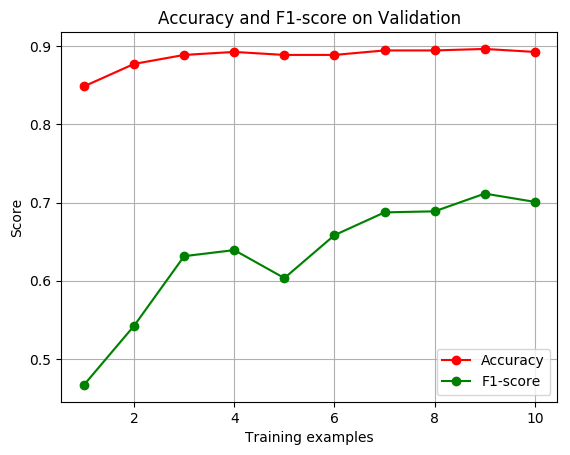 Accuracy and F1-score on Validation
Score
0.9
0.8
0.7
0.6
0.5
2
4
6
8
10
Training examples
Accuracy
F1-score